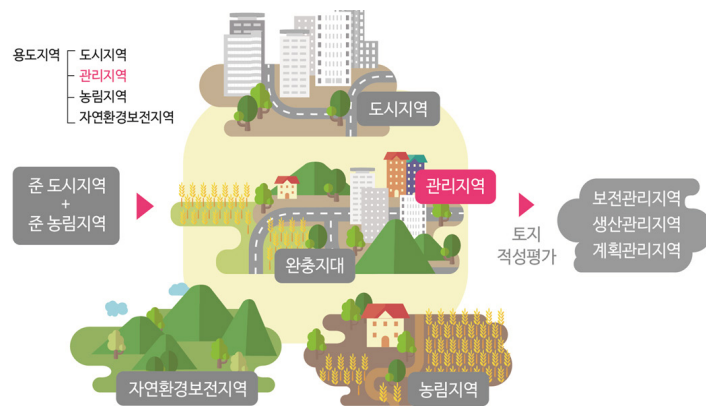 용도지역
도시지역
관리지역
농림지역
자연환경보전지역
도시지역
준 도시지역
+
준 농림지역
관리지역
완충지대
토지
적성평가
보전관리지역
생산관리지역
계획관리지역
자연환경보전지역
농림지역